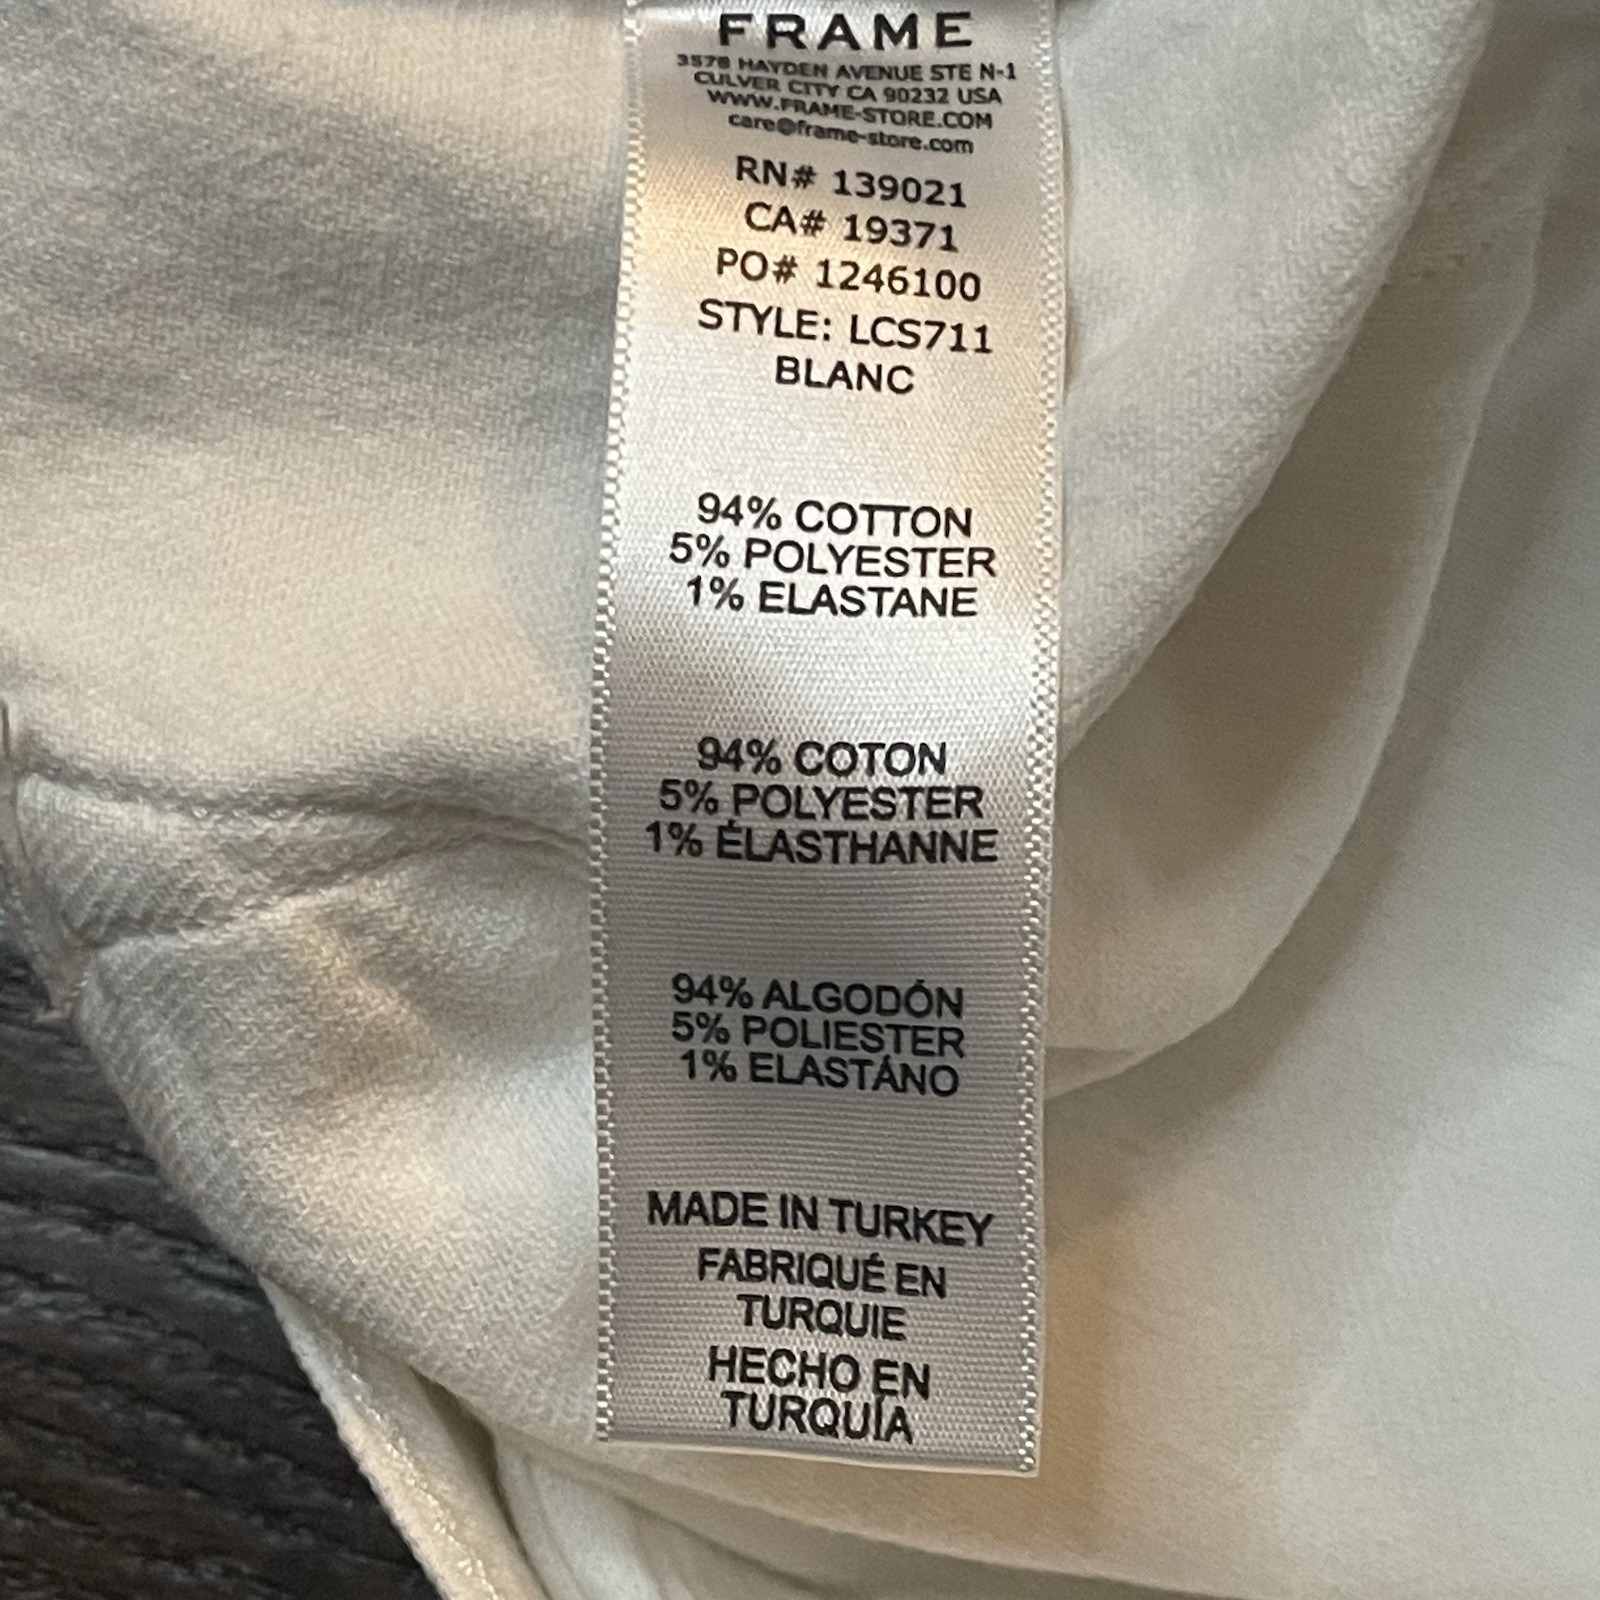 FRAME
3578 HAYDEN AVENUE STE N-1
CULVER CITY CA 90232 USA
WWW.FRAME-STORE.COM
care@frame-store.com
RN# 139021
CA# 19371
PO# 1246100
STYLE: LCS711
BLANC
94% COTTON
5% POLYESTER
1% ELASTANE
94% COTON
5% POLYESTER
1% ÉLASTHANNE
94% ALGODÓN
5% POLIESTER
1% ELASTÁNO
MADE IN TURKEY
FABRIQUÉ EN
TURQUIE
HECHO EN
TURQUÍA